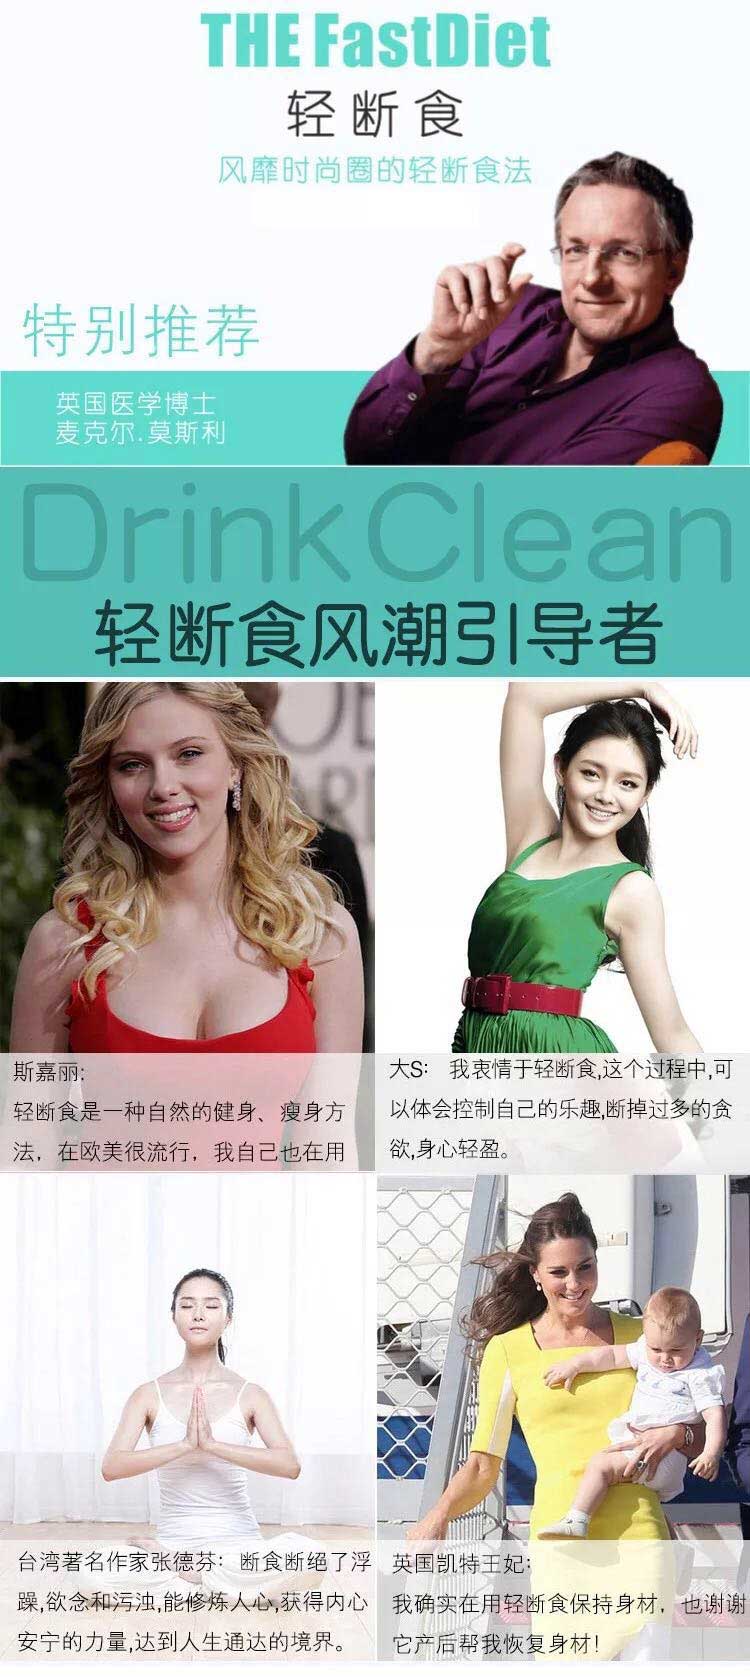 THE FastDiet
轻断食
风靡时尚圈的轻断食法
特别推荐
英国医学博士
麦克尔.莫斯利
DrinkClean
轻断食风潮引导者
斯嘉丽:
轻断食是一种自然的健身、瘦身方
法，在欧美很流行，我自己也在用
大S: 我衷情于轻断食,这个过程中,可
以体会控制自己的乐趣,断掉过多的贪
欲,身心轻盈。
台湾著名作家张德芬: 断食断绝了浮
躁,欲念和污浊,能修炼人心,获得内心
安宁的力量,达到人生通达的境界。
英国凯特王妃:
我确实在用轻断食保持身材，也谢谢
它产后帮我恢复身材!